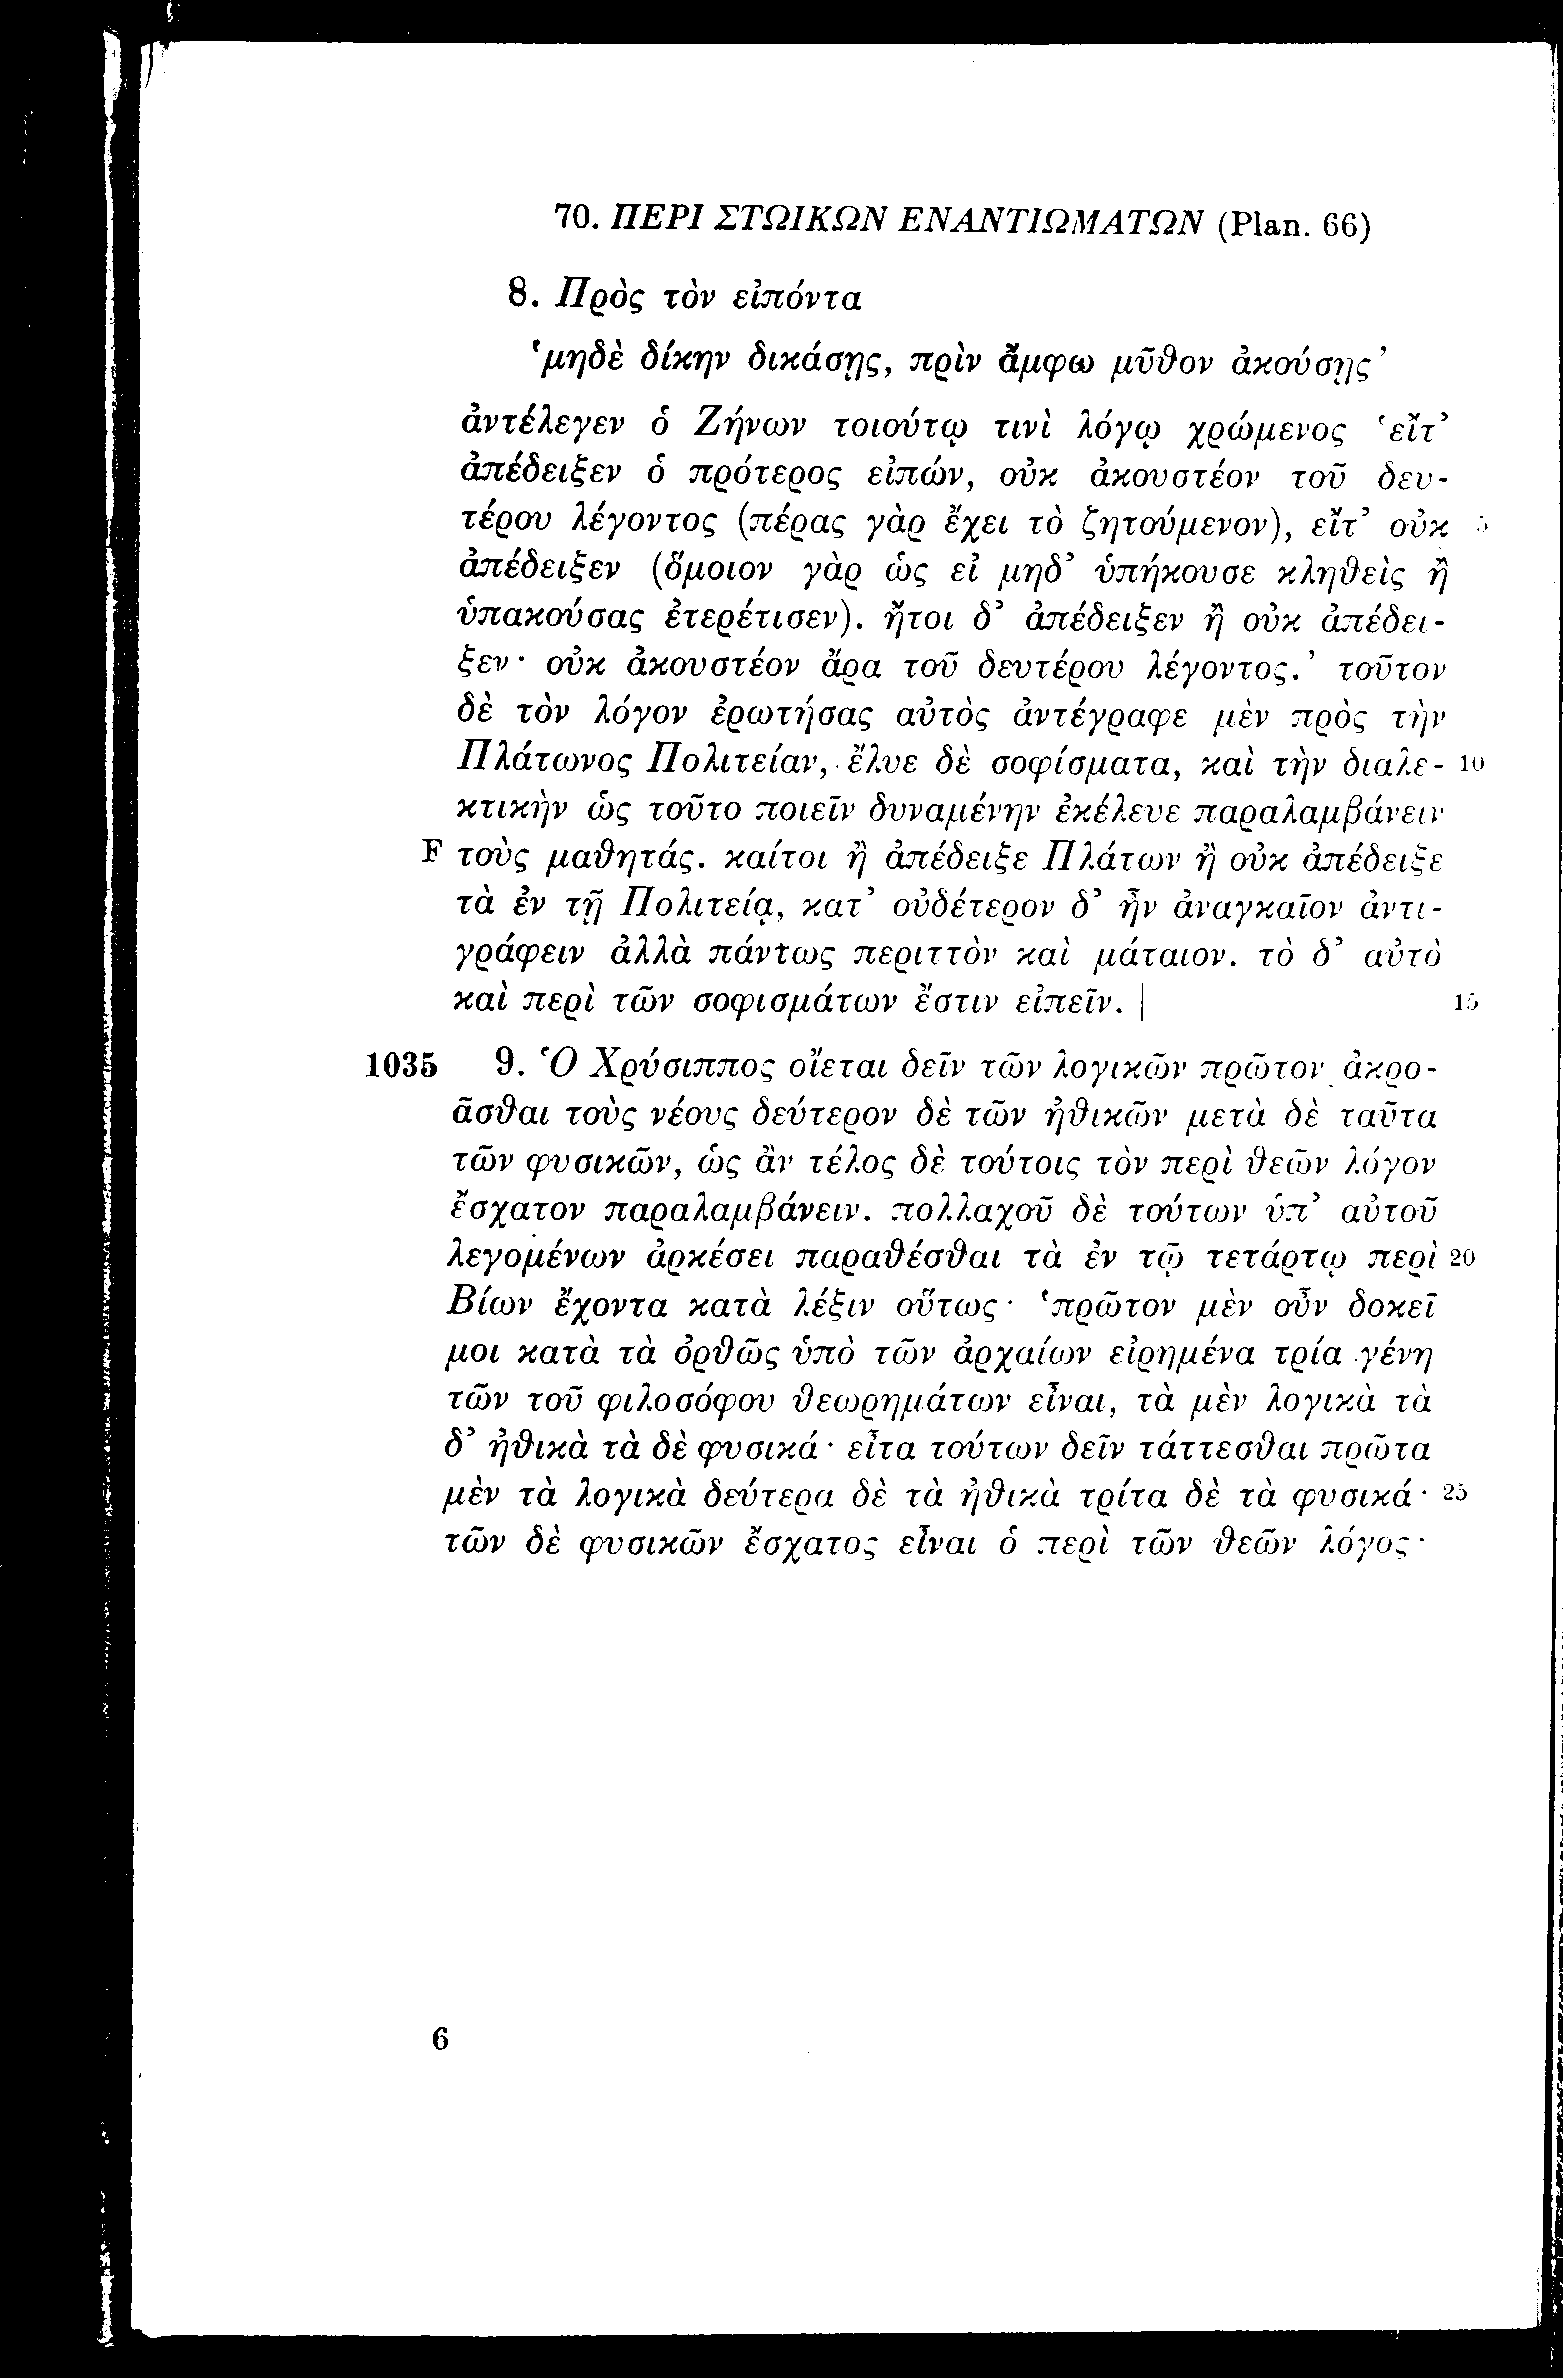 70. ΠΕΡΙ ΣΤΩΙΚΩΝ ΕΝΑΝΤΙΩΜΑΤΩΝ (Plan. 66)
8. Πρὸς τὸν εἰπόντα
‘μηδὲ δίκην δικάσῃς, πρὶν ἄμφω μῦθον ἀκούσῃς’
ἀντέλεγεν ὁ Ζήνων τοιούτῳ τινὶ λόγῳ χρώμενος ‘εἴτ’
ἀπέδειξεν ὁ πρότερος εἰπών, οὐκ ἀκουστέον τοῦ δευ-
τέρου λέγοντος (πέρας γὰρ ἔχει τὸ ζητούμενον), εἴτ’ οὐκ 5
ἀπέδειξεν (ὅμοιον γὰρ ὡς εἰ μηδ’ ὑπήκουσε κληθεὶς ἢ
ὑπακούσας ἐτερέτισεν). ἤτοι δ’ ἀπέδειξεν ἢ οὐκ ἀπέδει-
ξεν· οὐκ ἀκουστέον ἄρα τοῦ δευτέρου λέγοντος.’ τοῦτον
δὲ τὸν λόγον ἐρωτήσας αὐτὸς ἀντέγραφε μὲν πρὸς τὴν
Πλάτωνος Πολιτείαν, ἔλυε δὲ σοφίσματα, καὶ τὴν διαλε- 10
κτικὴν ὡς τοῦτο ποιεῖν δυναμένην ἐκέλευε παραλαμβάνειν
F τοὺς μαθητάς. καίτοι ἢ ἀπέδειξε Πλάτων ἢ οὐκ ἀπέδειξε
τὰ ἐν τῇ Πολιτείᾳ, κατ’ οὐδέτερον δ’ ἦν ἀναγκαῖον ἀντι-
γράφειν ἀλλὰ πάντως περιττὸν καὶ μάταιον. τὸ δ’ αὐτὸ
καὶ περὶ τῶν σοφισμάτων ἔστιν εἰπεῖν. | 15
1035 9. Ὁ Χρύσιππος οἴεται δεῖν τῶν λογικῶν πρῶτον ἀκρο-
ᾶσθαι τοὺς νέους δεύτερον δὲ τῶν ἠθικῶν μετὰ δὲ ταῦτα
τῶν φυσικῶν, ὡς ἂν τέλος δὲ τούτοις τὸν περὶ θεῶν λόγον
ἔσχατον παραλαμβάνειν. πολλαχοῦ δὲ τούτων ὑπ’ αὐτοῦ
λεγομένων ἀρκέσει παραθέσθαι τὰ ἐν τῷ τετάρτῳ περὶ 20
Βίων ἔχοντα κατὰ λέξιν οὕτως· ‘πρῶτον μὲν οὖν δοκεῖ
μοι κατὰ τὰ ὀρθῶς ὑπὸ τῶν ἀρχαίων εἰρημένα τρία γένη
τῶν τοῦ φιλοσόφου θεωρημάτων εἶναι, τὰ μὲν λογικὰ τὰ
δ’ ἠθικὰ τὰ δὲ φυσικά· εἶτα τούτων δεῖν τάττεσθαι πρῶτα
μὲν τὰ λογικὰ δεύτερα δὲ τὰ ἠθικὰ τρίτα δὲ τὰ φυσικά· 25
τῶν δὲ φυσικῶν ἔσχατος εἶναι ὁ περὶ τῶν θεῶν λόγος·
6